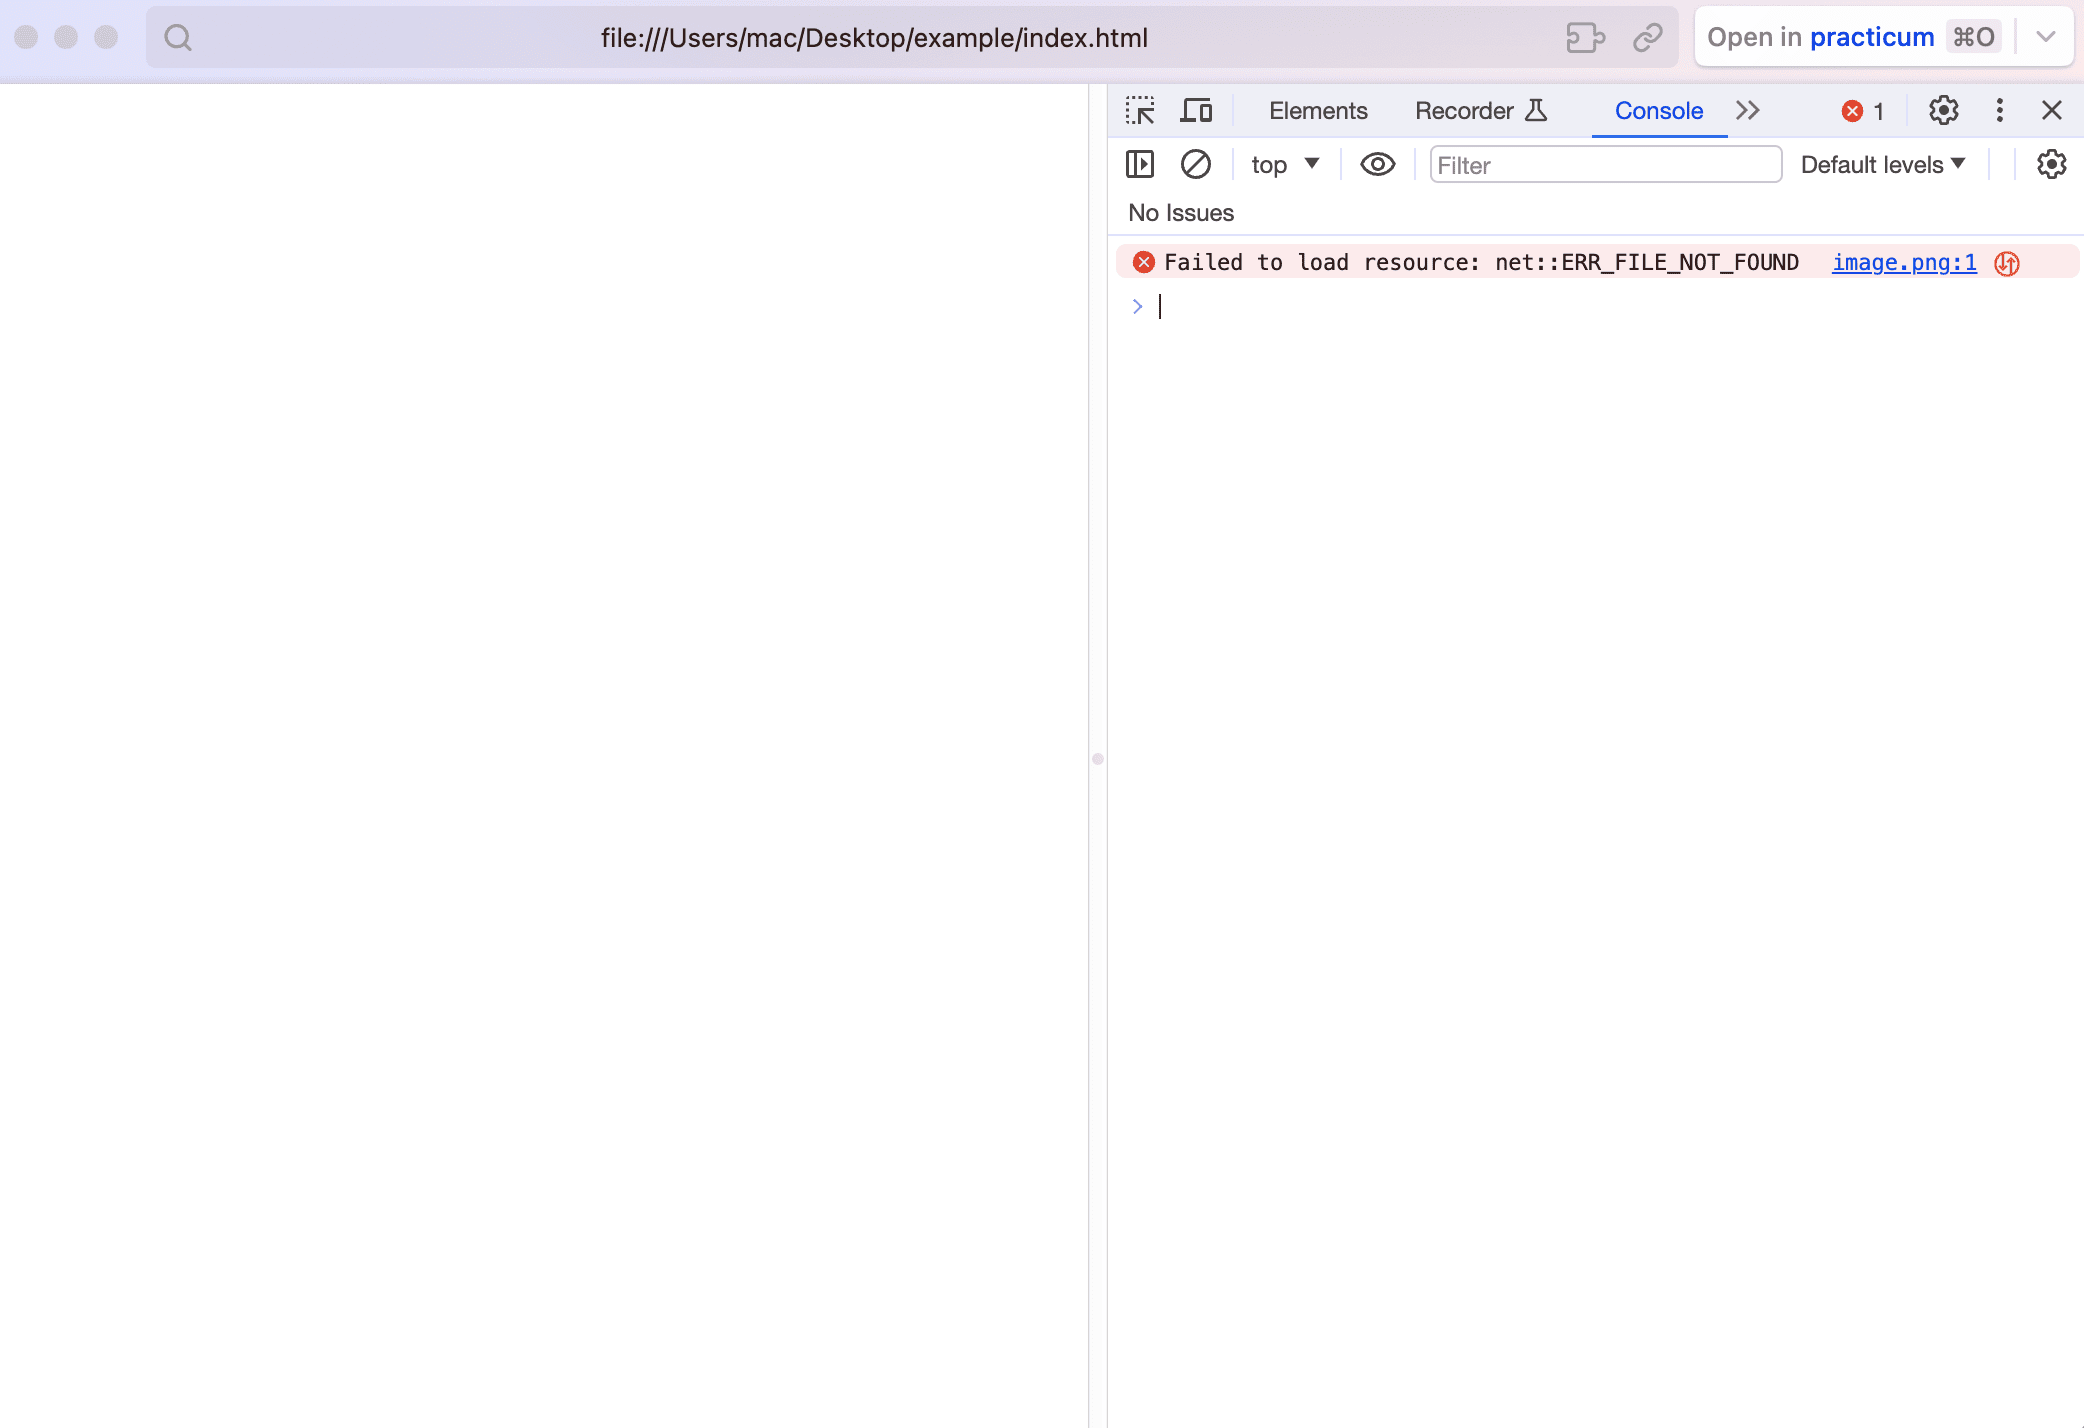 file:///Users/mac/Desktop/example/index.html
Open in practicum ⌘O
Elements Recorder Console 1
top Filter Default levels
No Issues
Failed to load resource: net::ERR_FILE_NOT_FOUND image.png:1
>